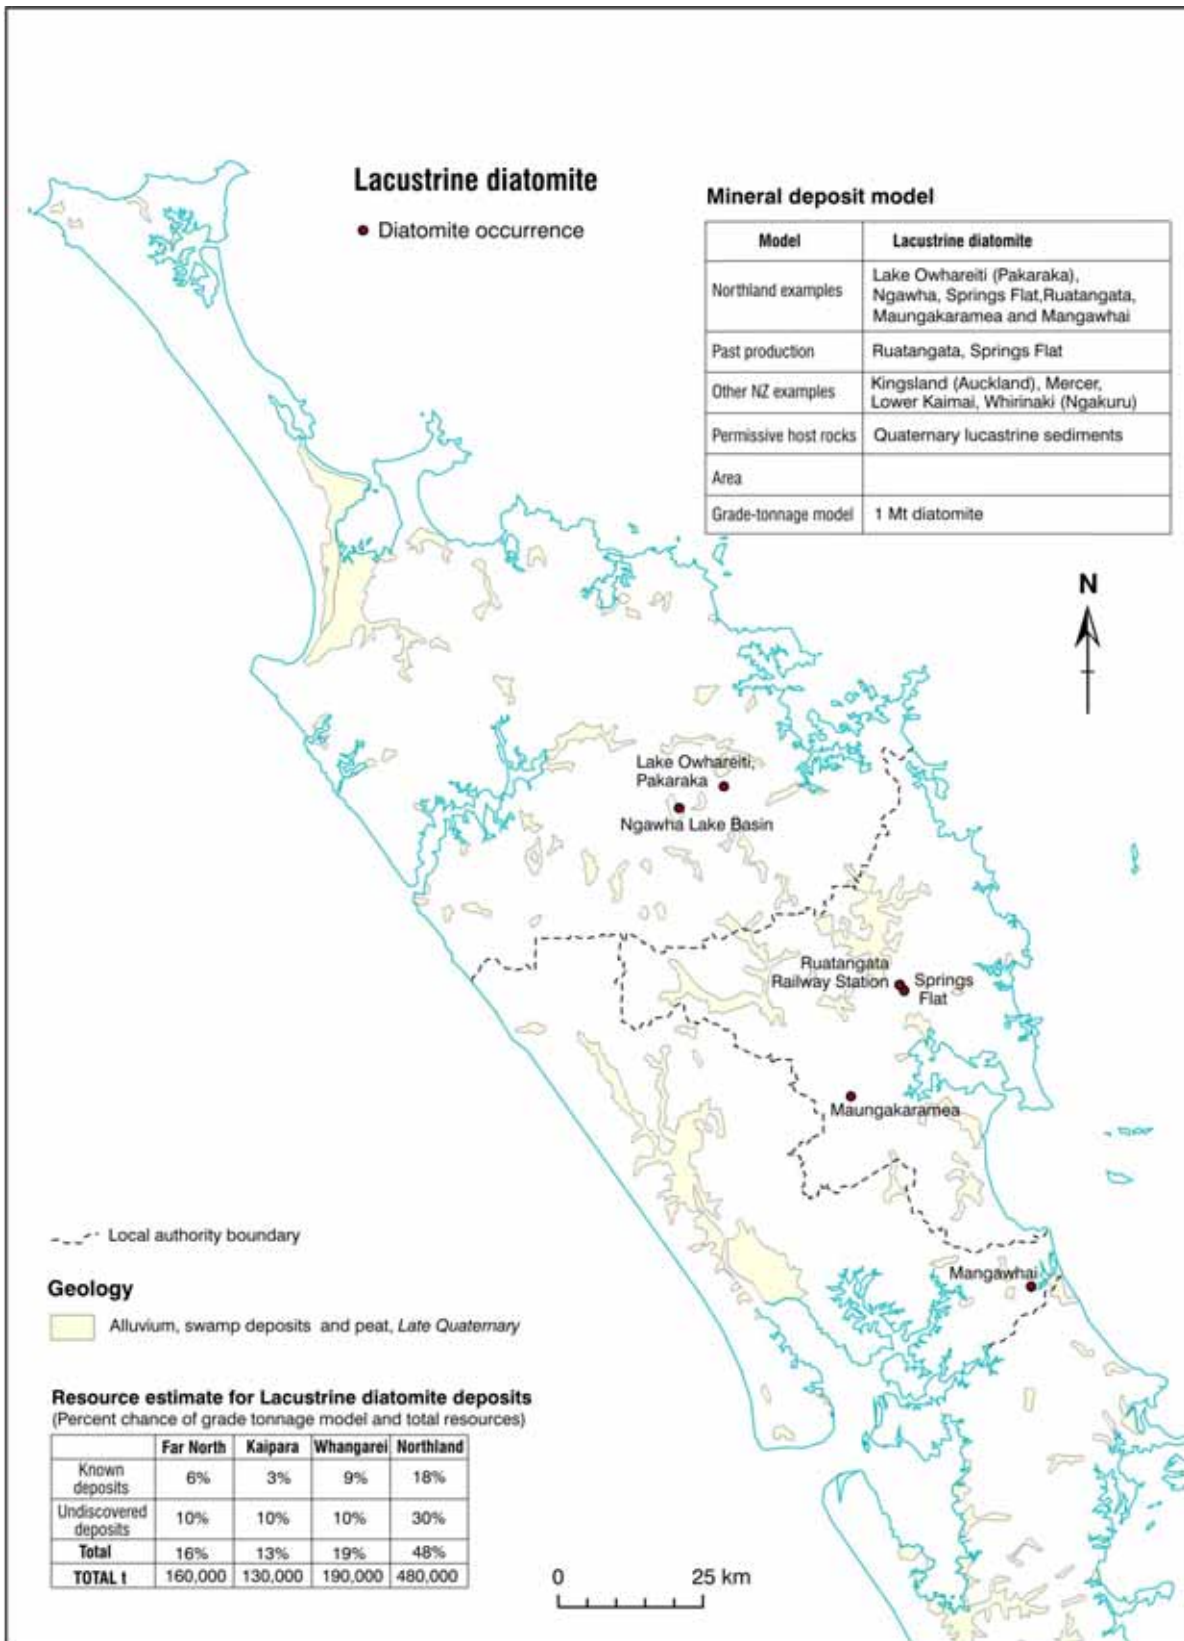 Lacustrine diatomite
Diatomite occurrence
Mineral deposit model
Model Lacustrine diatomite
Northland examples Lake Owhareiti (Pakaraka),
Ngawha, Springs Flat,Ruatangata,
Maungakaramea and Mangawhai
Past production Ruatangata, Springs Flat
Other NZ examples Kingsland (Auckland), Mercer,
Lower Kaimai, Whirinaki (Ngakuru)
Permissive host rocks Quaternary lucastrine sediments
Area
Grade-tonnage model 1 Mt diatomite
N
Lake Owhareiti,
Pakaraka
Ngawha Lake Basin
Ruatangata
Railway Station
Springs
Flat
Maungakaramea
Mangawhai
Local authority boundary
Geology
Alluvium, swamp deposits and peat, Late Quaternary
Resource estimate for Lacustrine diatomite deposits
(Percent chance of grade tonnage model and total resources)
Far North Kaipara Whangarei Northland
Known
deposits 6% 3% 9% 18%
Undiscovered
deposits 10% 10% 10% 30%
Total 16% 13% 19% 48%
TOTAL t 160,000 130,000 190,000 480,000
0 25 km